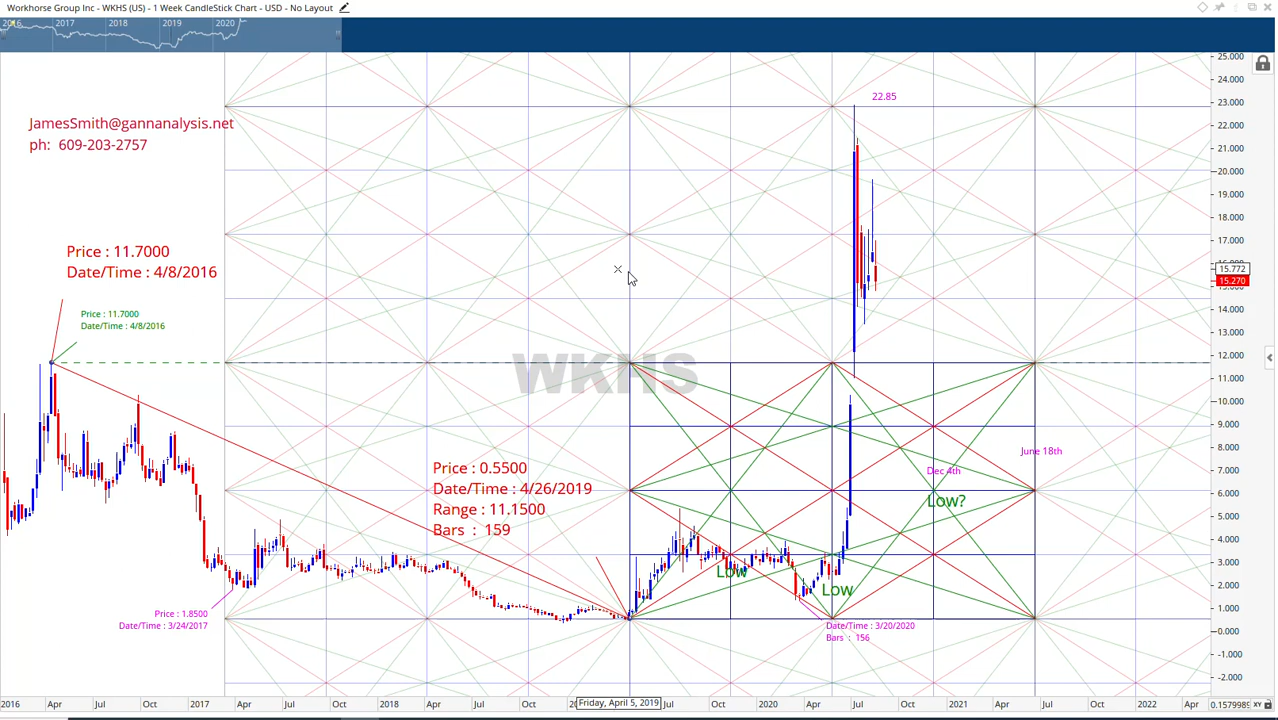 Workhorse Group Inc - WKHS (US) - 1 Week CandleStick Chart - USD - No Layout
2016 2017 2018 2019 2020
JamesSmith@gannanalysis.net
ph: 609-203-2757
22.85
Price : 11.7000
Date/Time : 4/8/2016
Price : 11.7000
Date/Time : 4/8/2016
WKHS
Price : 0.5500
Date/Time : 4/26/2019
Range : 11.1500
Bars : 159
June 18th
Dec 4th
Low?
Low
Low
Price : 1.8500
Date/Time : 3/24/2017
Date/Time : 3/20/2020
Bars : 156
25.000
24.000
23.000
22.000
21.000
20.000
19.000
18.000
17.000
15.772
15.270
14.000
13.000
12.000
11.000
10.000
9.000
8.000
7.000
6.000
5.000
4.000
3.000
2.000
1.000
0.000
-1.000
-2.000
2016 Apr Jul Oct 2017 Apr Jul Oct 2018 Apr Jul Oct Friday, April 5, 2019 Jul Oct 2020 Apr Jul Oct 2021 Apr Jul Oct 2022 Apr 0.1579989 XY